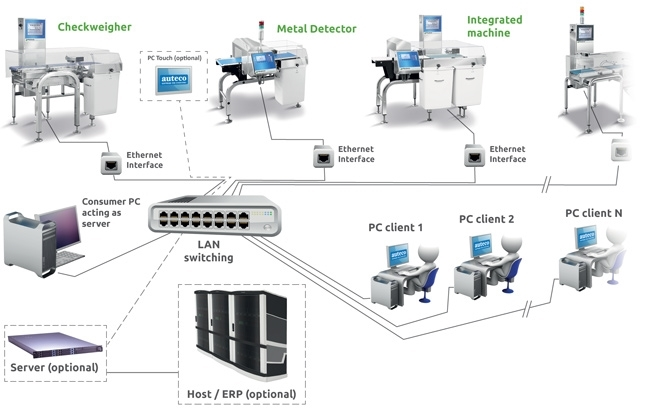 Checkweigher
Metal Detector
Integrated
machine
PC Touch (optional)
auteco
Ethernet
Interface
Ethernet
Interface
Ethernet
Interface
Consumer PC
acting as
server
LAN
switching
PC client 1
PC client 2
PC client N
auteco
auteco
auteco
Server (optional)
Host / ERP (optional)